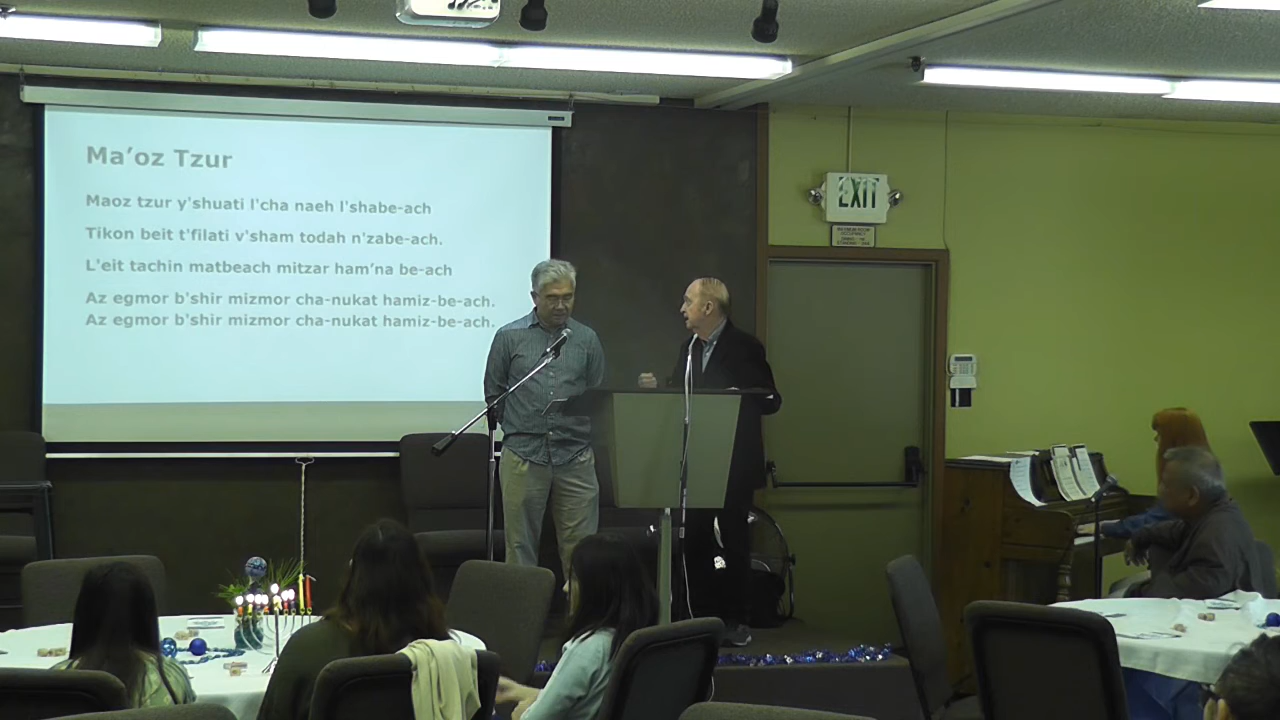 Ma'oz Tzur
Maoz tzur y'shuati l'cha naeh l'shabe-ach
Tikon beit t'filati v'sham todah n'zabe-ach.
L'eit tachin matbeach mitzar ham'na be-ach
Az egmor b'shir mizmor cha-nukat hamiz-be-ach.
Az egmor b'shir mizmor cha-nukat hamiz-be-ach.
EXIT